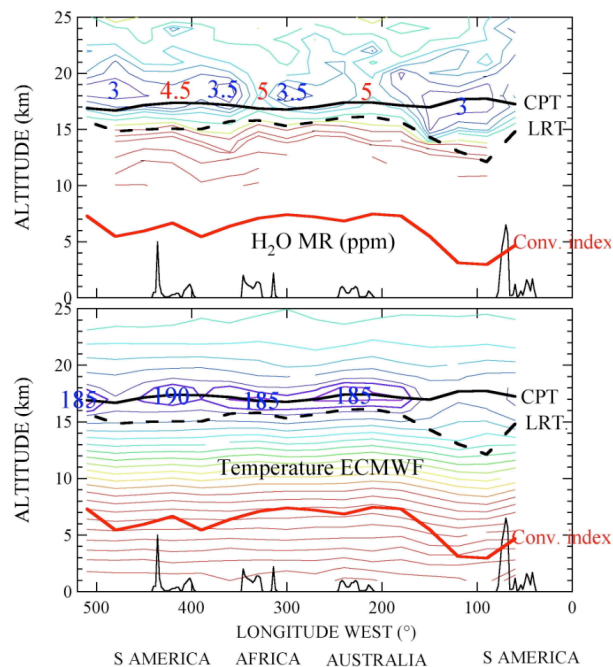 25
20
15
10
5
0
ALTITUDE (km)
3 4.5 3.5 5 3.5 5 3
CPT
LRT
H₂O MR (ppm)
Conv. index
25
20
15
10
5
0
ALTITUDE (km)
185 190 185 185
CPT
LRT
Temperature ECMWF
Conv. index
500 400 300 200 100 0
LONGITUDE WEST (°)
S AMERICA AFRICA AUSTRALIA S AMERICA